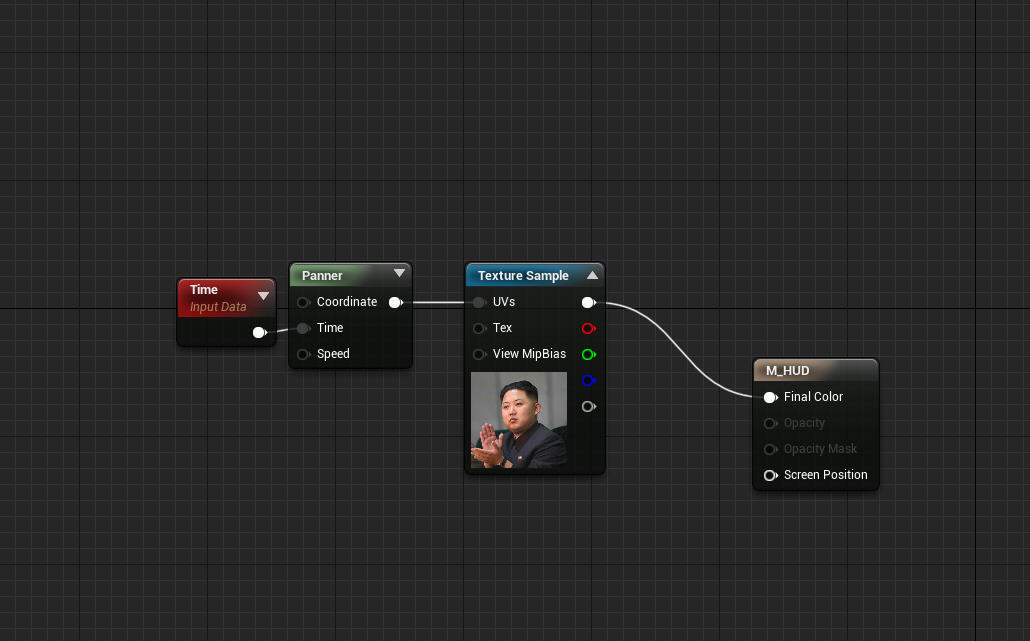 Time
Input Data
Panner
Coordinate
Time
Speed
Texture Sample
UVs
Tex
View MipBias
M_HUD
Final Color
Opacity
Opacity Mask
Screen Position